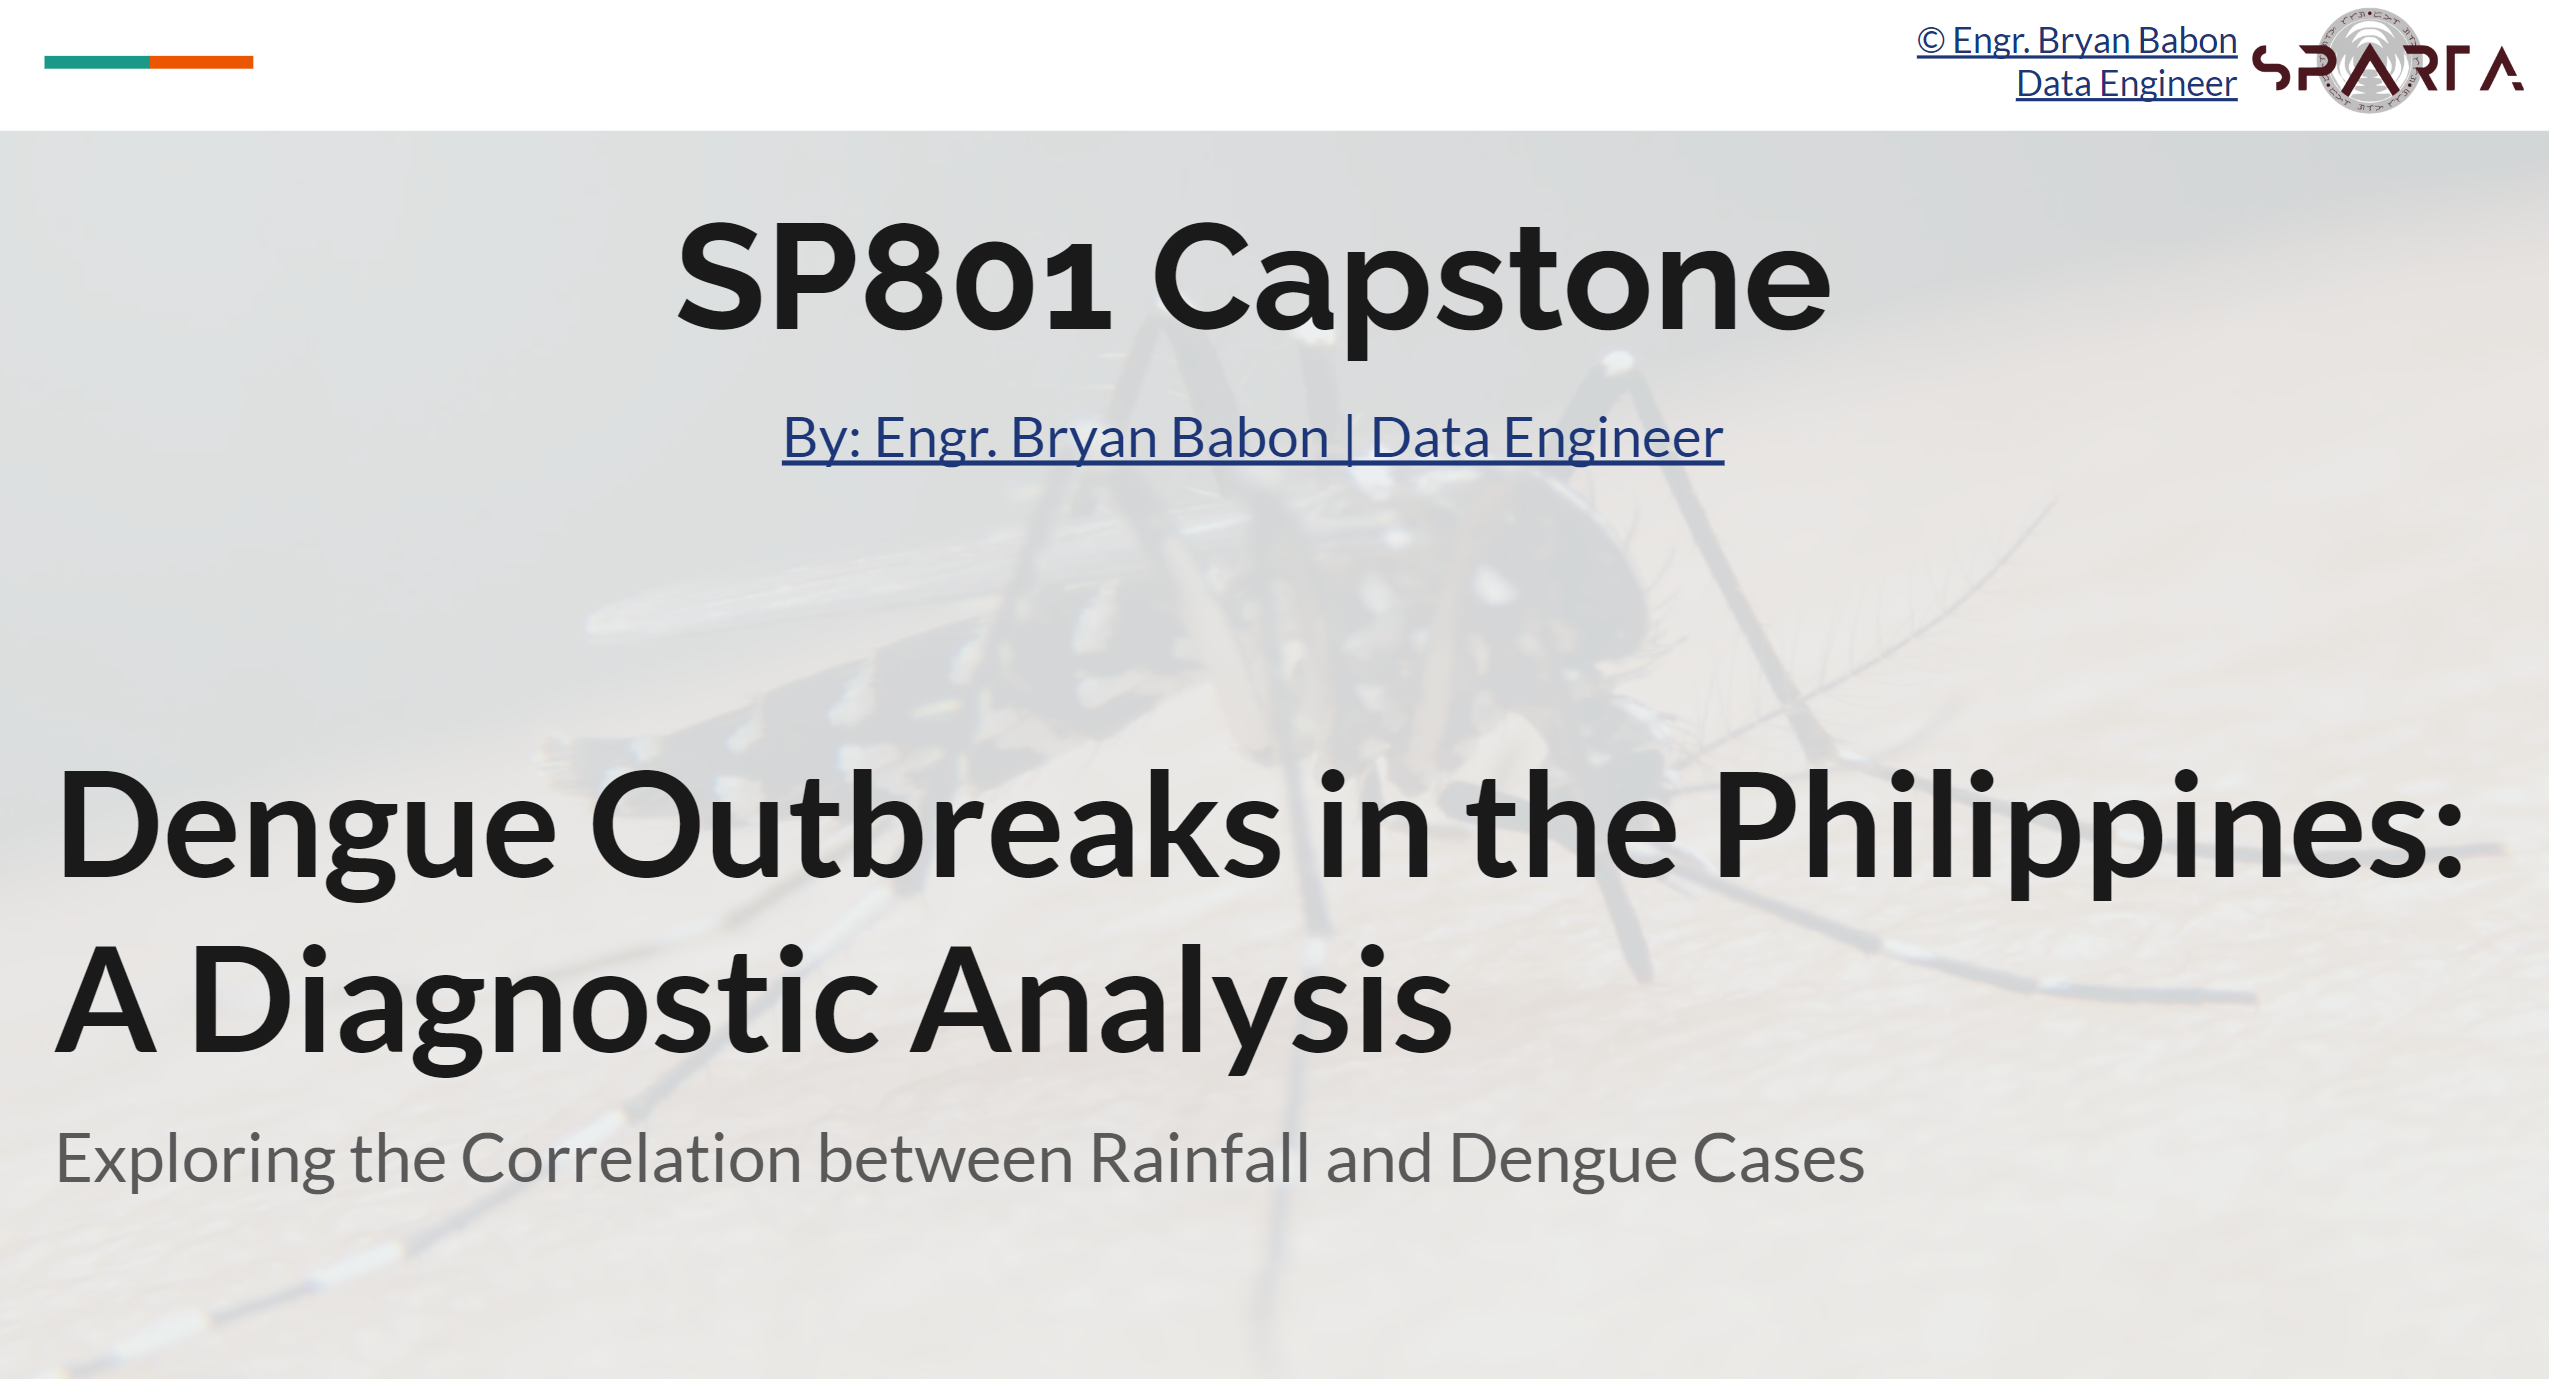 © Engr. Bryan Babon
Data Engineer
SPARTA
SP801 Capstone
By: Engr. Bryan Babon | Data Engineer
Dengue Outbreaks in the Philippines:
A Diagnostic Analysis
Exploring the Correlation between Rainfall and Dengue Cases